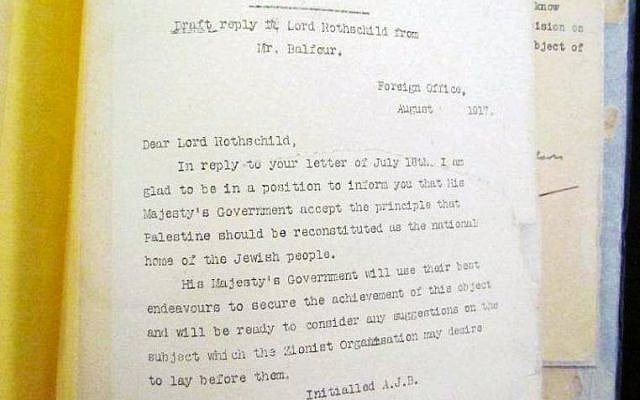 Draft reply to Lord Rothschild from
Mr. Balfour.
Foreign Office,
August 1917.
Dear Lord Rothschild,
In reply to your letter of July 18th. I am
glad to be in a position to inform you that His
Majesty's Government accept the principle that
Palestine should be reconstituted as the national
home of the Jewish people.
His Majesty's Government will use their best
endeavours to secure the achievement of this object
and will be ready to consider any suggestions on the
subject which the Zionist Organisation may desire
to lay before them.
Initialled A.J.B.
know
ision on
bject of